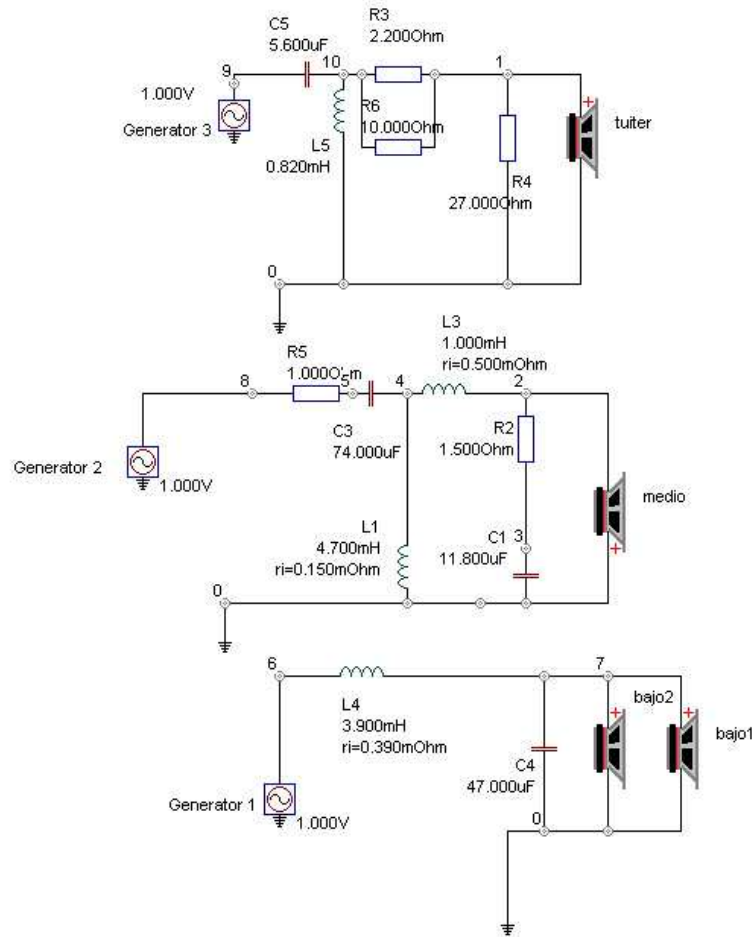 C5
5.600uF
R3
2.200Ohm
9
10
1
1.000V
Generator 3
R6
10.000Ohm
tuiter
L5
0.820mH
R4
27.000Ohm
0
L3
1.000mH
ri=0.500mOhm
R5
1.000Ohm
8
5
4
2
C3
74.000uF
R2
1.500Ohm
Generator 2
1.000V
medio
L1
4.700mH
ri=0.150mOhm
3
C1
11.800uF
0
6
7
L4
3.900mH
ri=0.390mOhm
bajo2
bajo1
C4
47.000uF
Generator 1
1.000V
0